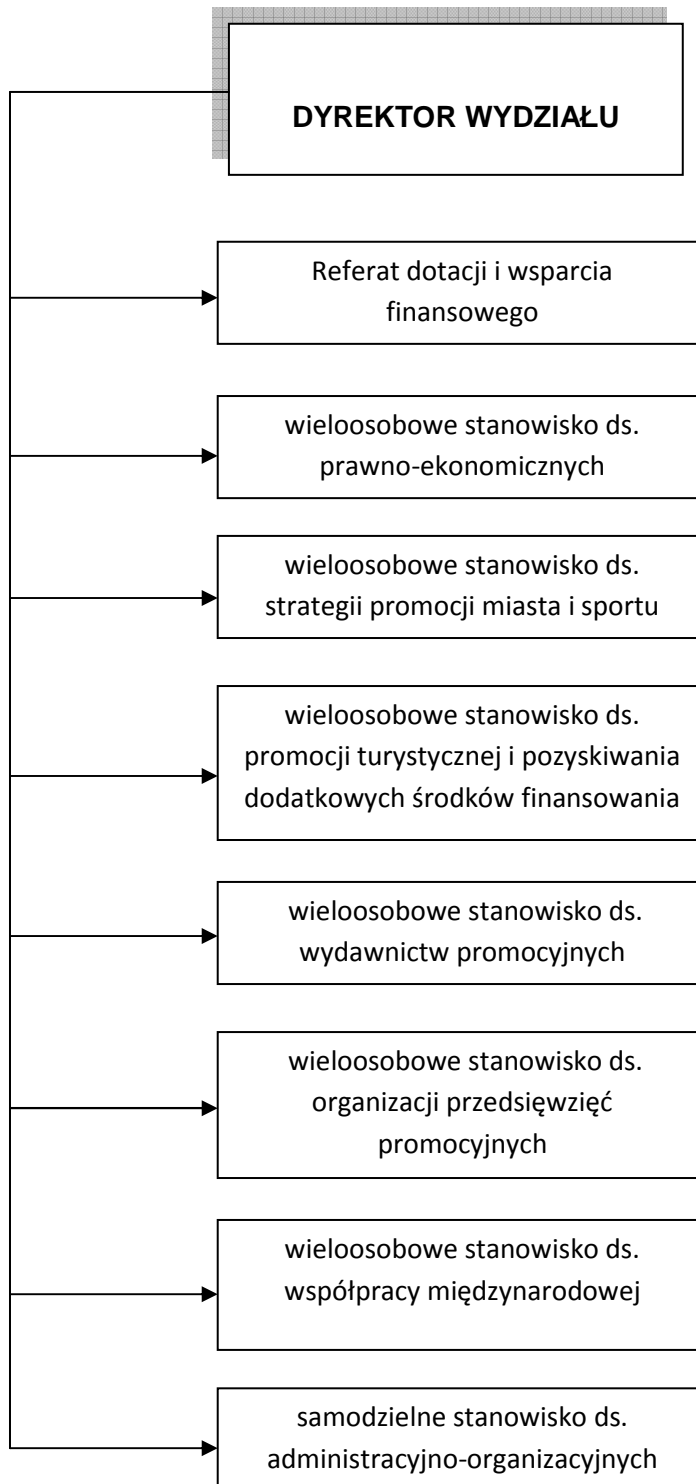 DYREKTOR WYDZIAŁU
Referat dotacji i wsparcia
finansowego
wieloosobowe stanowisko ds.
prawno-ekonomicznych
wieloosobowe stanowisko ds.
strategii promocji miasta i sportu
wieloosobowe stanowisko ds.
promocji turystycznej i pozyskiwania
dodatkowych środków finansowania
wieloosobowe stanowisko ds.
wydawnictw promocyjnych
wieloosobowe stanowisko ds.
organizacji przedsięwzięć
promocyjnych
wieloosobowe stanowisko ds.
współpracy międzynarodowej
samodzielne stanowisko ds.
administracyjno-organizacyjnych